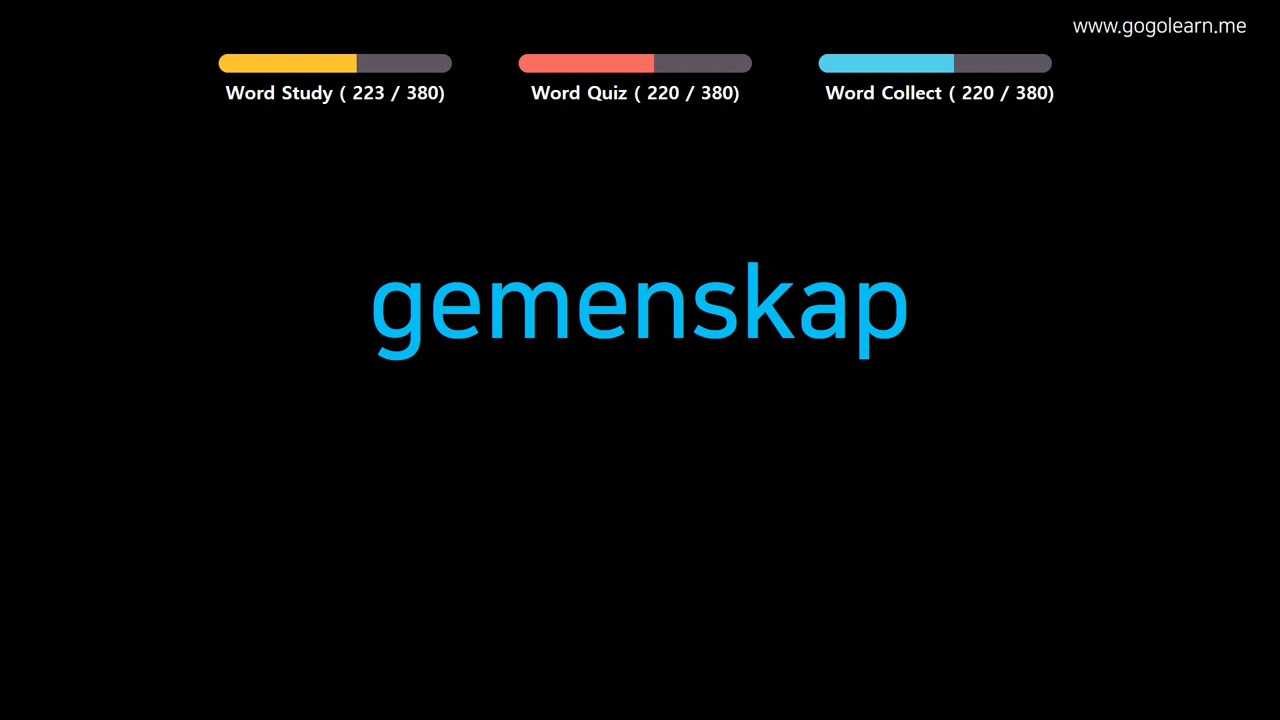 www.gogolearn.me
Word Study ( 223 / 380)
Word Quiz ( 220 / 380)
Word Collect ( 220 / 380)
gemenskap